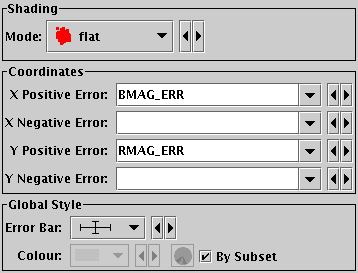 Shading
Mode: flat
Coordinates
X Positive Error: BMAG_ERR
X Negative Error:
Y Positive Error: RMAG_ERR
Y Negative Error:
Global Style
Error Bar:
Colour: By Subset